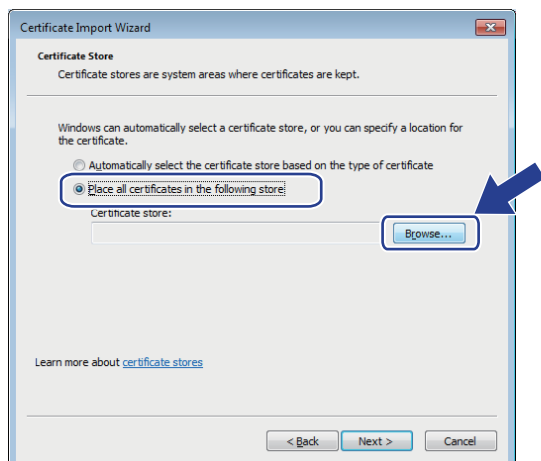 Certificate Import Wizard
Certificate Store
Certificate stores are system areas where certificates are kept.
Windows can automatically select a certificate store, or you can specify a location for
the certificate.
Automatically select the certificate store based on the type of certificate
Place all certificates in the following store
Certificate store:
Browse...
Learn more about certificate stores
< Back Next > Cancel